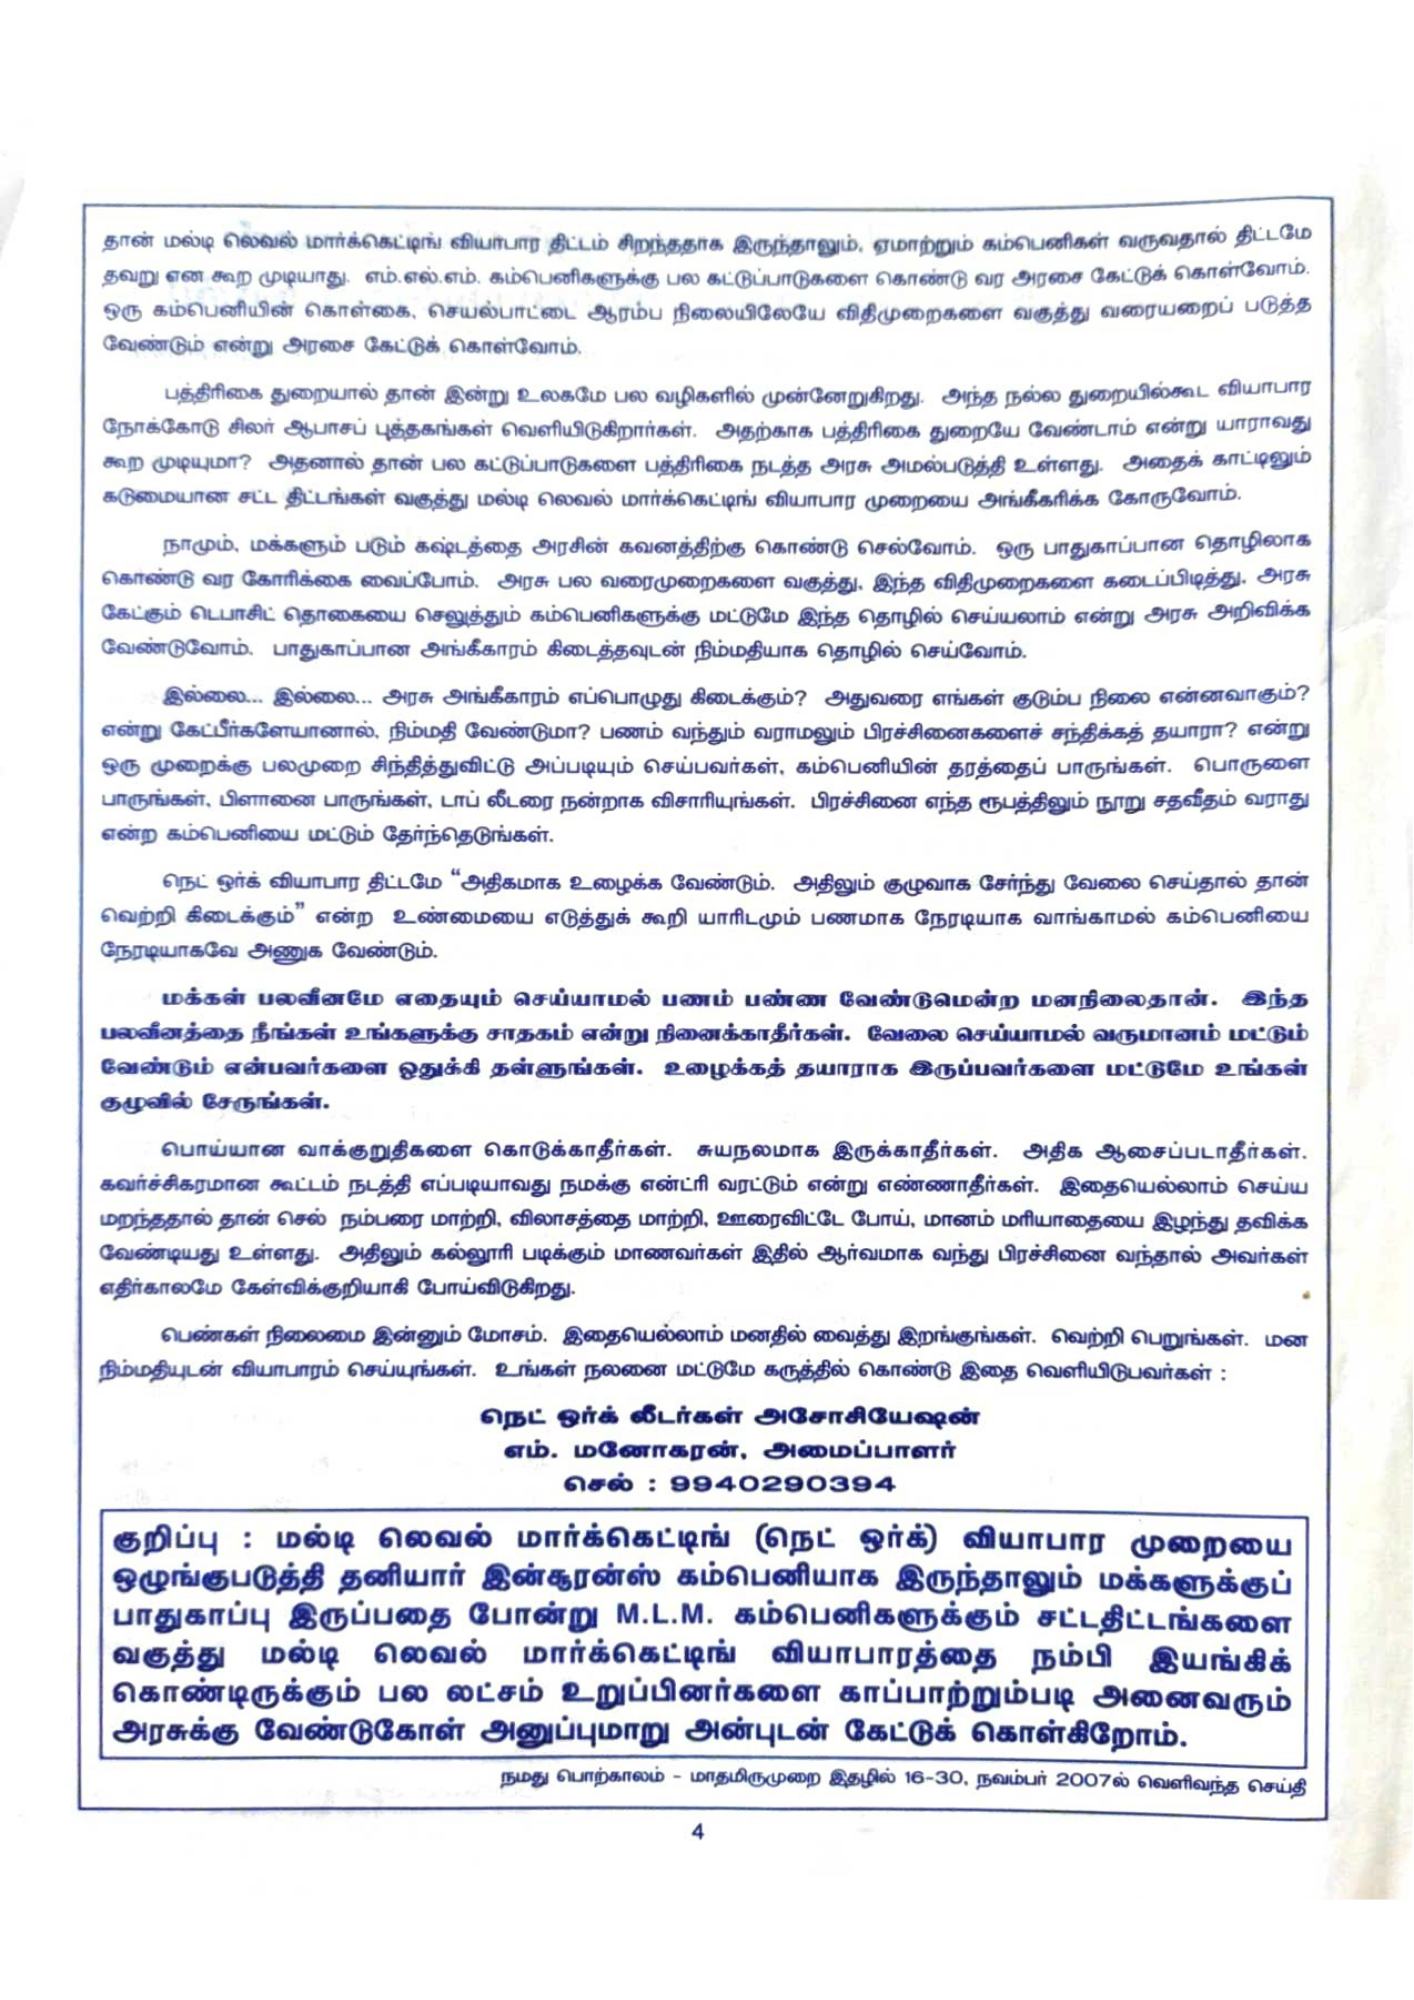 தான் மல்டி லெவல் மார்க்கெட்டிங் வியாபார திட்டம் சிறந்ததாக இருந்தாலும், ஏமாற்றும் கம்பெனிகள் வருவதால் திட்டமே
தவறு என கூற முடியாது. எம்.எல்.எம். கம்பெனிகளுக்கு பல கட்டுப்பாடுகளை கொண்டு வர அரசை கேட்டுக் கொள்வோம்.
ஒரு கம்பெனியின் கொள்கை, செயல்பாட்டை ஆரம்ப நிலையிலேயே விதிமுறைகளை வகுத்து வரையறைப் படுத்த
வேண்டும் என்று அரசை கேட்டுக் கொள்வோம்.
பத்திரிகை துறையால் தான் இன்று உலகமே பல வழிகளில் முன்னேறுகிறது. அந்த நல்ல துறையில்கூட வியாபார
நோக்கோடு சிலர் ஆபாசப் புத்தகங்கள் வெளியிடுகிறார்கள். அதற்காக பத்திரிகை துறையே வேண்டாம் என்று யாராவது
கூற முடியுமா? அதனால் தான் பல கட்டுப்பாடுகளை பத்திரிகை நடத்த அரசு அமல்படுத்தி உள்ளது. அதைக் காட்டிலும்
கடுமையான சட்ட திட்டங்கள் வகுத்து மல்டி லெவல் மார்க்கெட்டிங் வியாபார முறையை அங்கீகரிக்க கோருவோம்.
நாமும், மக்களும் படும் கஷ்டத்தை அரசின் கவனத்திற்கு கொண்டு செல்வோம். ஒரு பாதுகாப்பான தொழிலாக
கொண்டு வர கோரிக்கை வைப்போம். அரசு பல வரைமுறைகளை வகுத்து, இந்த விதிமுறைகளை கடைப்பிடித்து, அரசு
கேட்கும் டெபாசிட் தொகையை செலுத்தும் கம்பெனிகளுக்கு மட்டுமே இந்த தொழில் செய்யலாம் என்று அரசு அறிவிக்க
வேண்டுவோம். பாதுகாப்பான அங்கீகாரம் கிடைத்தவுடன் நிம்மதியாக தொழில் செய்வோம்.
இல்லை... இல்லை... அரசு அங்கீகாரம் எப்பொழுது கிடைக்கும்? அதுவரை எங்கள் குடும்ப நிலை என்னவாகும்?
என்று கேட்பீர்களேயானால், நிம்மதி வேண்டுமா? பணம் வந்தும் வராமலும் பிரச்சினைகளைச் சந்திக்கத் தயாரா? என்று
ஒரு முறைக்கு பலமுறை சிந்தித்துவிட்டு அப்படியும் செய்பவர்கள், கம்பெனியின் தரத்தைப் பாருங்கள். பொருளை
பாருங்கள், பிளானை பாருங்கள், டாப் லீடரை நன்றாக விசாரியுங்கள். பிரச்சினை எந்த ரூபத்திலும் நூறு சதவீதம் வராது
என்ற கம்பெனியை மட்டும் தேர்ந்தெடுங்கள்.
நெட் ஒர்க் வியாபார திட்டமே “அதிகமாக உழைக்க வேண்டும். அதிலும் குழுவாக சேர்ந்து வேலை செய்தால் தான்
வெற்றி கிடைக்கும்” என்ற உண்மையை எடுத்துக் கூறி யாரிடமும் பணமாக நேரடியாக வாங்காமல் கம்பெனியை
நேரடியாகவே அணுக வேண்டும்.
மக்கள் பலவீனமே எதையும் செய்யாமல் பணம் பண்ண வேண்டுமென்ற மனநிலைதான். இந்த
பலவீனத்தை நீங்கள் உங்களுக்கு சாதகம் என்று நினைக்காதீர்கள். வேலை செய்யாமல் வருமானம் மட்டும்
வேண்டும் என்பவர்களை ஒதுக்கி தள்ளுங்கள். உழைக்கத் தயாராக இருப்பவர்களை மட்டுமே உங்கள்
குழுவில் சேருங்கள்.
பொய்யான வாக்குறுதிகளை கொடுக்காதீர்கள். சுயநலமாக இருக்காதீர்கள். அதிக ஆசைப்படாதீர்கள்.
கவர்ச்சிகரமான கூட்டம் நடத்தி எப்படியாவது நமக்கு என்ட்ரி வரட்டும் என்று எண்ணாதீர்கள். இதையெல்லாம் செய்ய
மறந்ததால் தான் செல் நம்பரை மாற்றி, விலாசத்தை மாற்றி, ஊரைவிட்டே போய், மானம் மரியாதையை இழந்து தவிக்க
வேண்டியது உள்ளது. அதிலும் கல்லூரி படிக்கும் மாணவர்கள் இதில் ஆர்வமாக வந்து பிரச்சினை வந்தால் அவர்கள்
எதிர்காலமே கேள்விக்குறியாகி போய்விடுகிறது.
பெண்கள் நிலைமை இன்னும் மோசம். இதையெல்லாம் மனதில் வைத்து இறங்குங்கள். வெற்றி பெறுங்கள். மன
நிம்மதியுடன் வியாபாரம் செய்யுங்கள். உங்கள் நலனை மட்டுமே கருத்தில் கொண்டு இதை வெளியிடுபவர்கள் :
நெட் ஒர்க் லீடர்கள் அசோசியேஷன்
எம். மனோகரன், அமைப்பாளர்
செல் : 9940290394
குறிப்பு : மல்டி லெவல் மார்க்கெட்டிங் (நெட் ஒர்க்) வியாபார முறையை
ஒழுங்குபடுத்தி தனியார் இன்சூரன்ஸ் கம்பெனியாக இருந்தாலும் மக்களுக்குப்
பாதுகாப்பு இருப்பதை போன்று M.L.M. கம்பெனிகளுக்கும் சட்டதிட்டங்களை
வகுத்து மல்டி லெவல் மார்க்கெட்டிங் வியாபாரத்தை நம்பி இயங்கிக்
கொண்டிருக்கும் பல லட்சம் உறுப்பினர்களை காப்பாற்றும்படி அனைவரும்
அரசுக்கு வேண்டுகோள் அனுப்புமாறு அன்புடன் கேட்டுக் கொள்கிறோம்.
நமது பொற்காலம் - மாதமிருமுறை இதழில் 16-30, நவம்பர் 2007ல் வெளிவந்த செய்தி
4